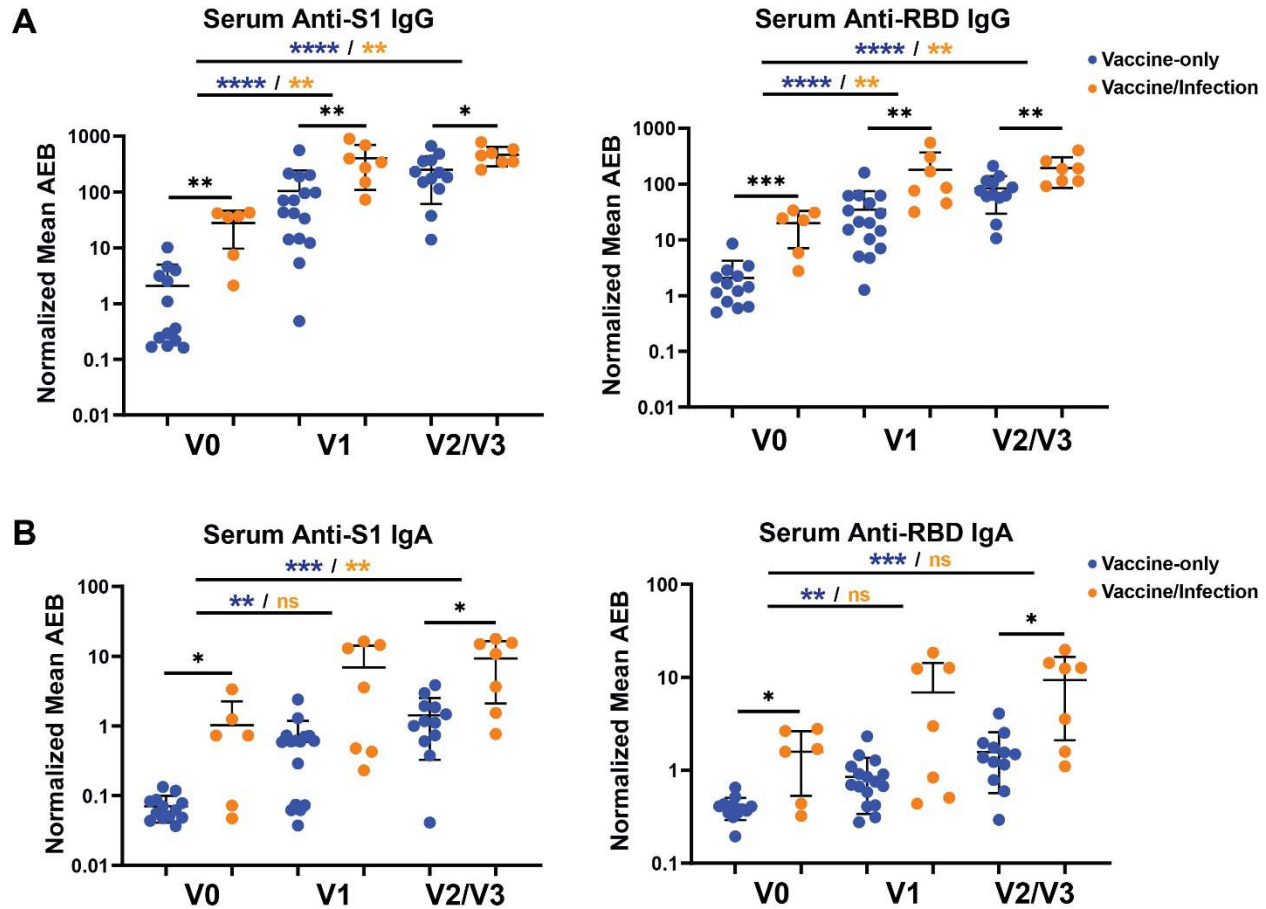 A
Serum Anti-S1 IgG
**** / **
**** / **
**
*
**
Normalized Mean AEB
1000
100
10
1
0.1
0.01
V0 V1 V2/V3
Serum Anti-RBD IgG
**** / **
**** / **
**
**
***
Normalized Mean AEB
1000
100
10
1
0.1
0.01
V0 V1 V2/V3
Vaccine-only
Vaccine/Infection
B
Serum Anti-S1 IgA
*** / **
** / ns
*
*
Normalized Mean AEB
100
10
1
0.1
0.01
V0 V1 V2/V3
Serum Anti-RBD IgA
*** / ns
** / ns
*
*
Normalized Mean AEB
100
10
1
0.1
V0 V1 V2/V3
Vaccine-only
Vaccine/Infection